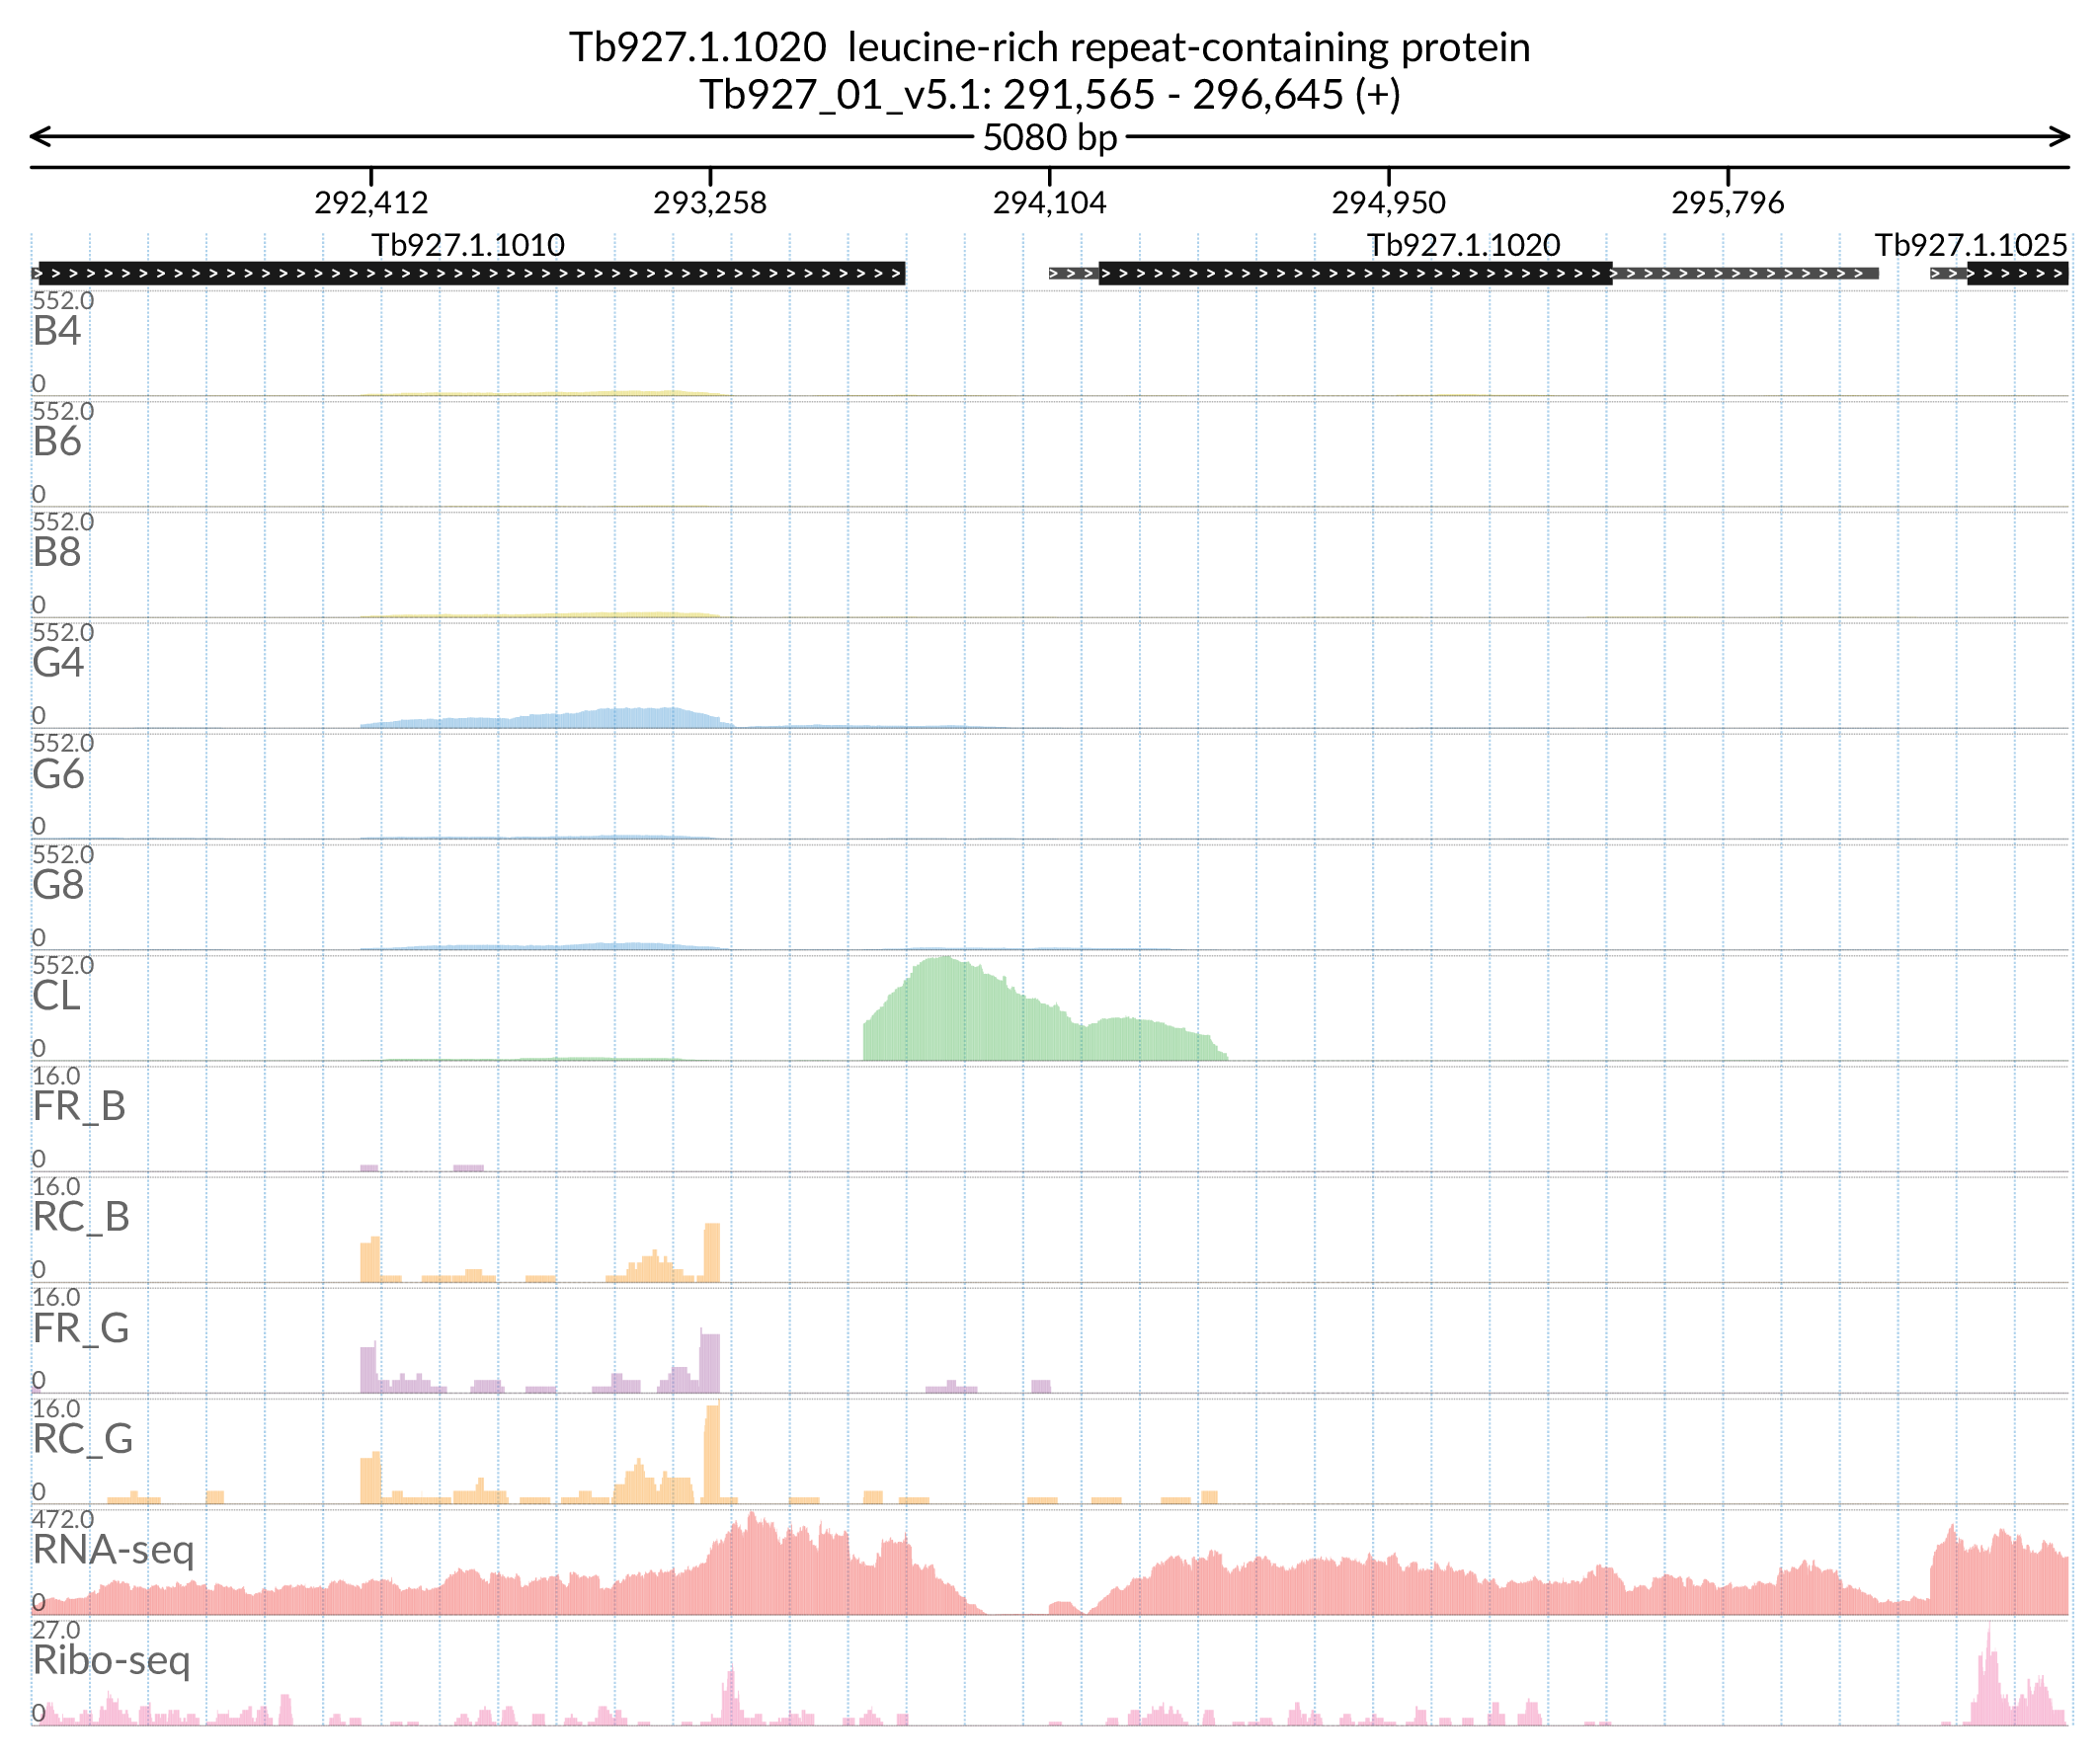 Tb927.1.1020 leucine-rich repeat-containing protein
Tb927_01_v5.1: 291,565 - 296,645 (+)
5080 bp
292,412 293,258 294,104 294,950 295,796
Tb927.1.1010 Tb927.1.1020 Tb927.1.1025
552.0
B4
0
552.0
B6
0
552.0
B8
0
552.0
G4
0
552.0
G6
0
552.0
G8
0
552.0
CL
0
16.0
FR_B
0
16.0
RC_B
0
16.0
FR_G
0
16.0
RC_G
0
472.0
RNA-seq
0
27.0
Ribo-seq
0